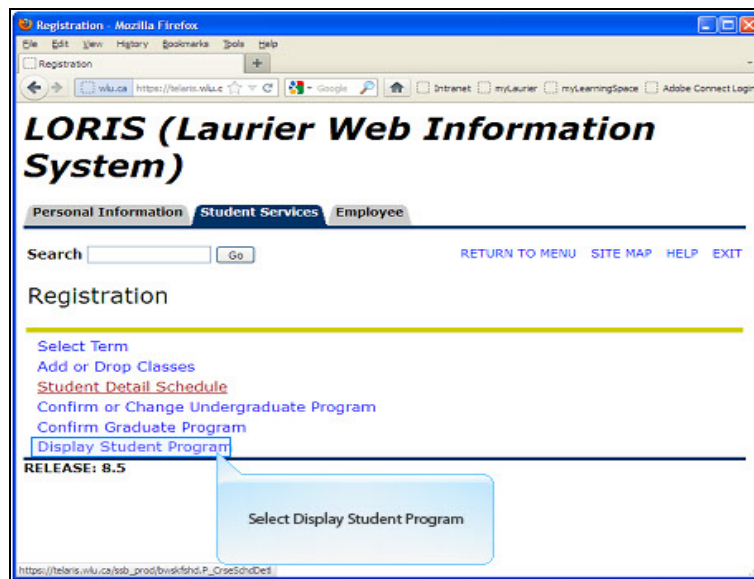 Registration - Mozilla Firefox
File Edit View History Bookmarks Tools Help
Registration +
wlu.ca https://telaris.wlu.c Google Intranet myLaurier myLearningSpace Adobe Connect Login
LORIS (Laurier Web Information
System)
Personal Information Student Services Employee
Search Go RETURN TO MENU SITE MAP HELP EXIT
Registration
Select Term
Add or Drop Classes
Student Detail Schedule
Confirm or Change Undergraduate Program
Confirm Graduate Program
Display Student Program
RELEASE: 8.5
Select Display Student Program
https://telaris.wlu.ca/ssb_prod/bwskfshd.P_CrseSchdDetl